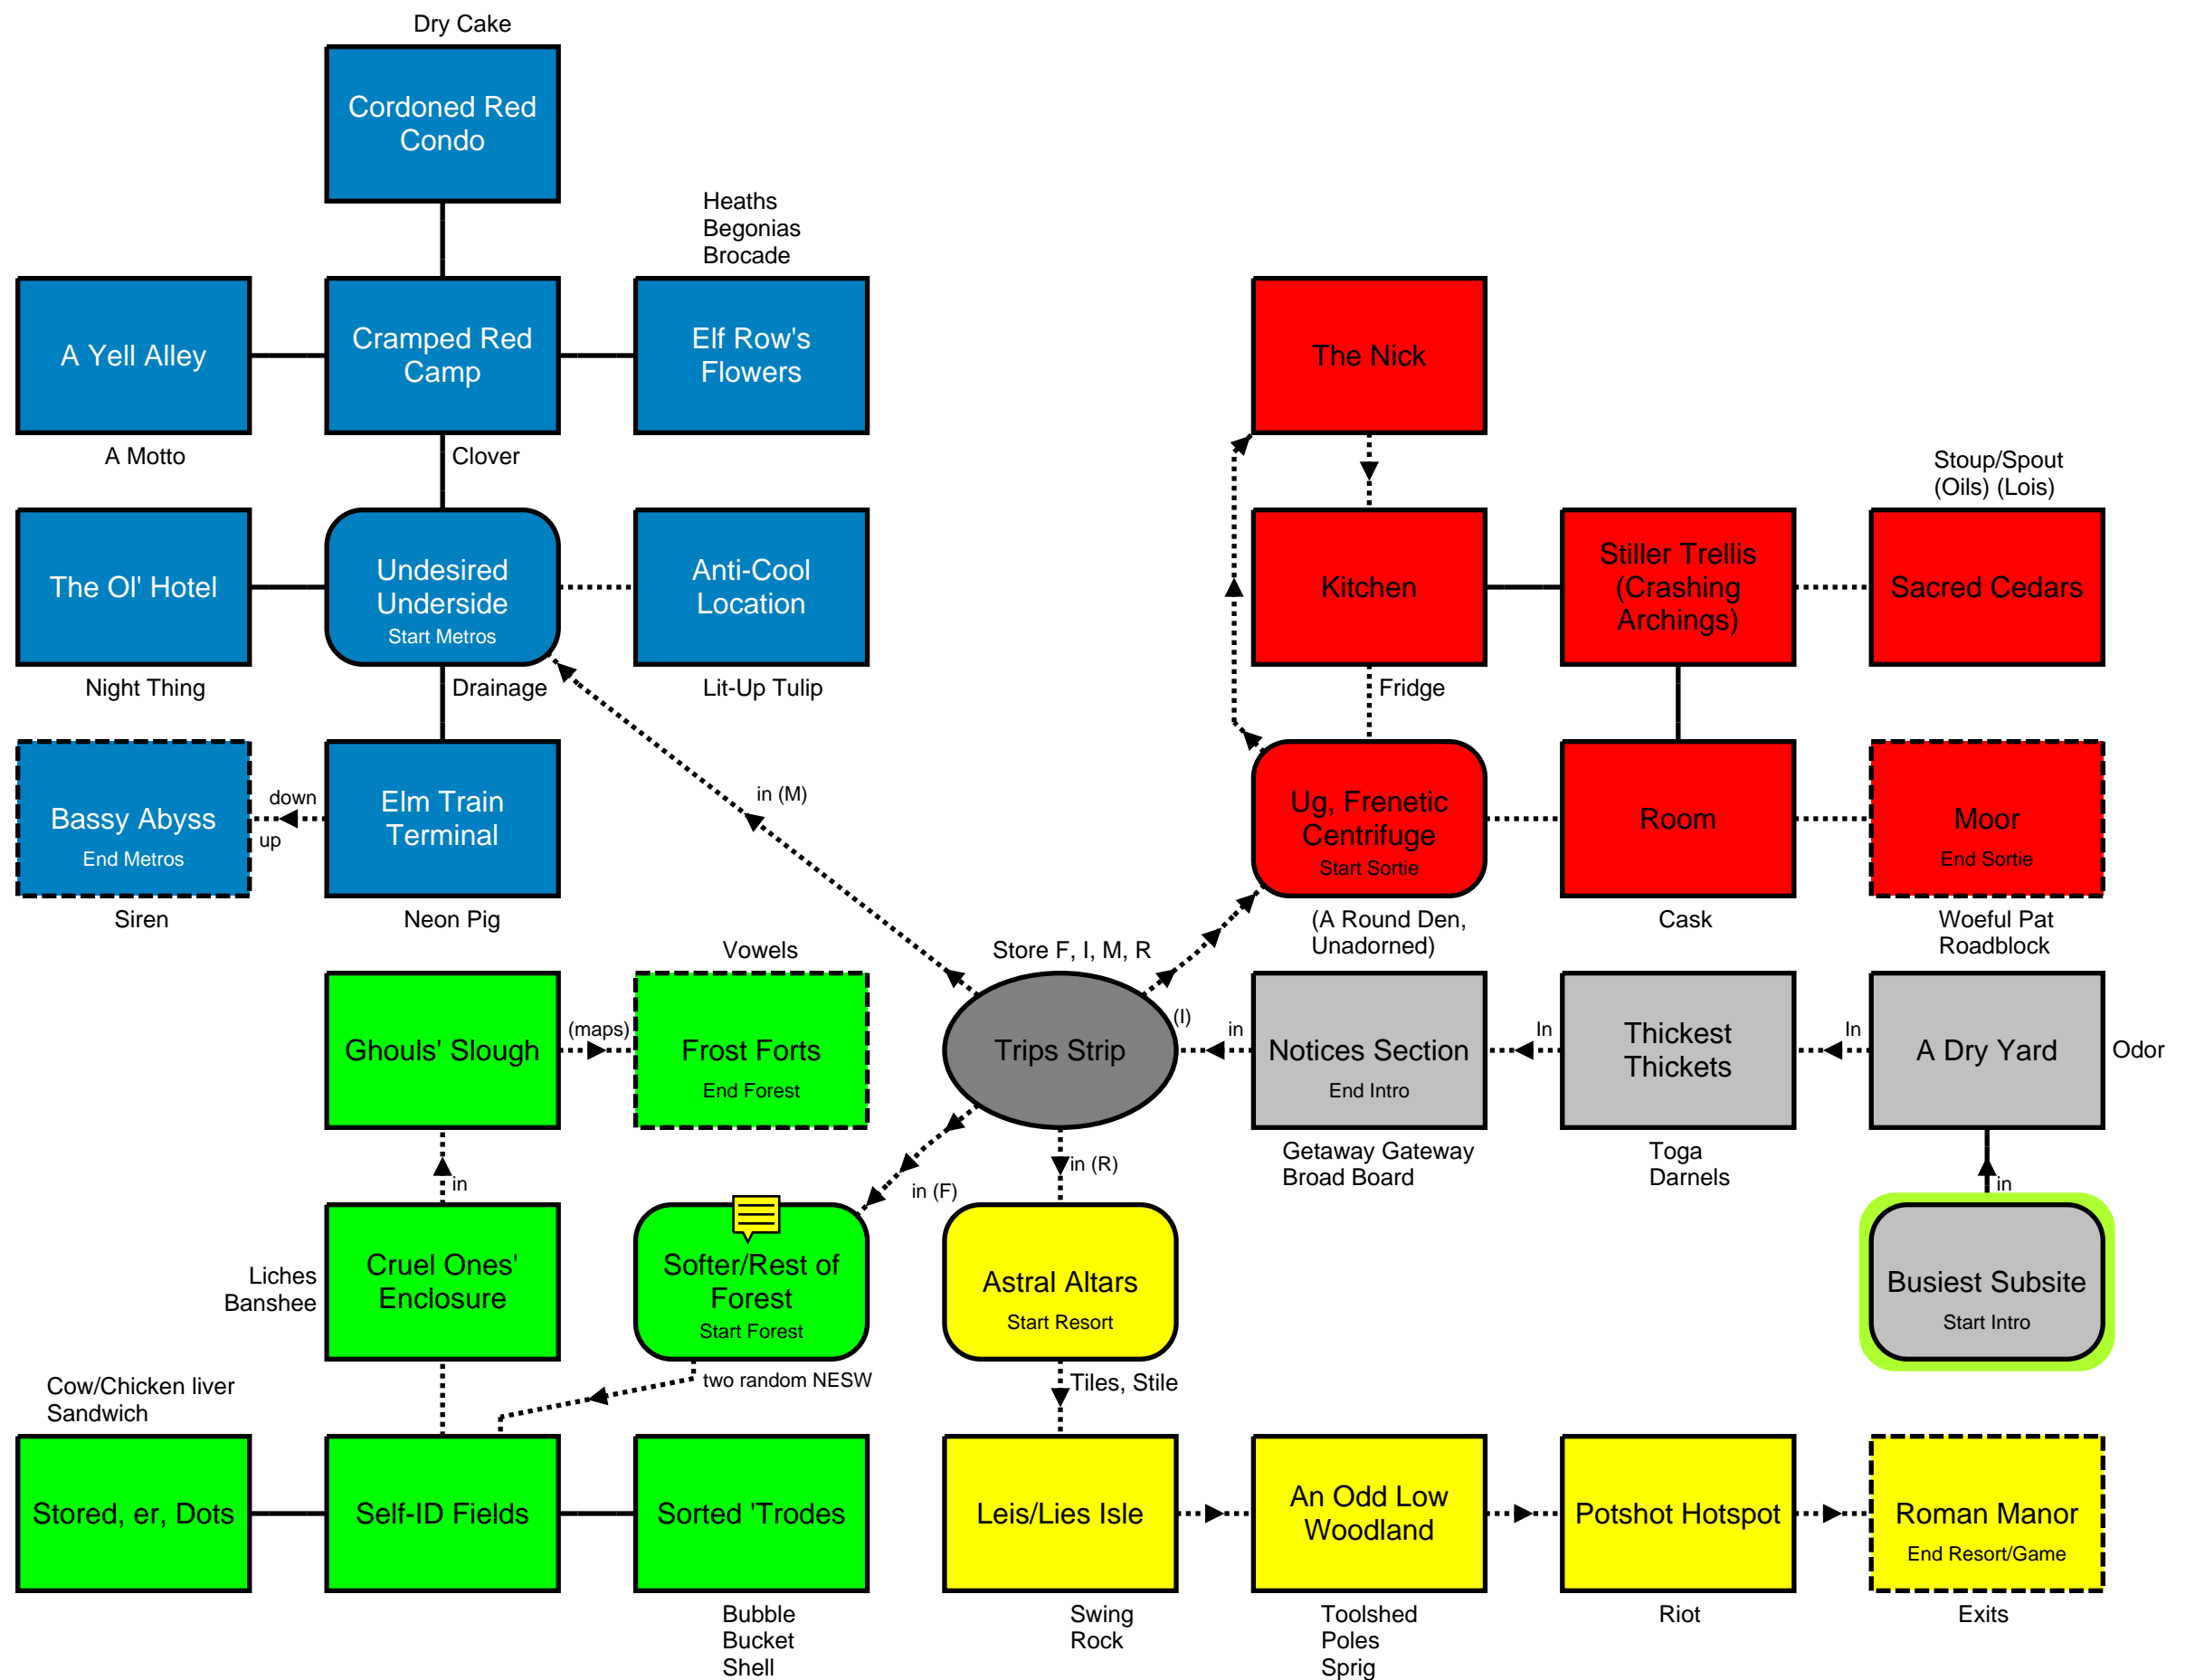 Dry Cake
Cordoned Red
Condo
Heaths
Begonias
Brocade
A Yell Alley
Cramped Red
Camp
Elf Row's
Flowers
The Nick
A Motto
Clover
Stoup/Spout
(Oils) (Lois)
The Ol' Hotel
Undesired
Underside
Start Metros
Anti-Cool
Location
Kitchen
Stiller Trellis
(Crashing
Archings)
Sacred Cedars
Night Thing
Drainage
Lit-Up Tulip
Fridge
Bassy Abyss
End Metros
down
up
Elm Train
Terminal
in (M)
Ug, Frenetic
Centrifuge
Start Sortie
Room
Moor
End Sortie
Siren
Neon Pig
(A Round Den,
Unadorned)
Cask
Woeful Pat
Roadblock
Vowels
Store F, I, M, R
Ghouls' Slough
(maps)
Frost Forts
End Forest
Trips Strip
(I)
in
Notices Section
End Intro
In
Thickest
Thickets
In
A Dry Yard
Odor
Getaway Gateway
Broad Board
Toga
Darnels
in
in (F)
in (R)
in
Liches
Banshee
Cruel Ones'
Enclosure
Softer/Rest of
Forest
Start Forest
Astral Altars
Start Resort
Busiest Subsite
Start Intro
two random NESW
Tiles, Stile
Cow/Chicken liver
Sandwich
Stored, er, Dots
Self-ID Fields
Sorted 'Trodes
Leis/Lies Isle
An Odd Low
Woodland
Potshot Hotspot
Roman Manor
End Resort/Game
Bubble
Bucket
Shell
Swing
Rock
Toolshed
Poles
Sprig
Riot
Exits